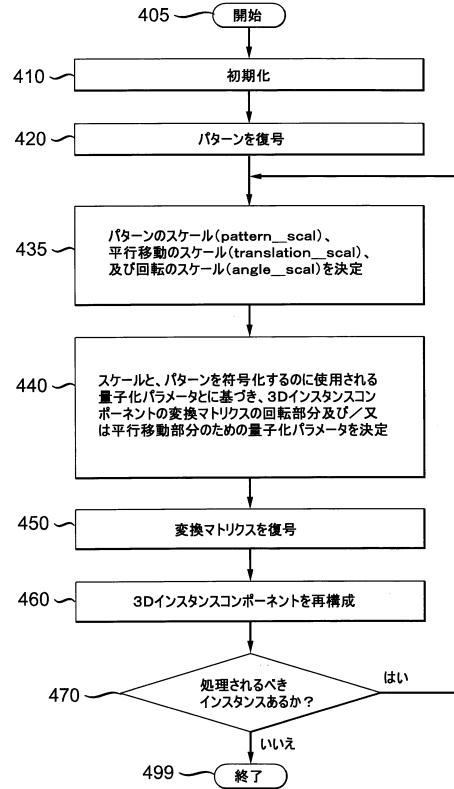 405
開始
410
初期化
420
パターンを復号
435
パターンのスケール(pattern__scal)、
平行移動のスケール(translation__scal)、
及び回転のスケール(angle__scal)を決定
440
スケールと、パターンを符号化するのに使用される
量子化パラメータとに基づき、3Dインスタンスコン
ポーネントの変換マトリクスの回転部分及び/又
は平行移動部分のための量子化パラメータを決定
450
変換マトリクスを復号
460
3Dインスタンスコンポーネントを再構成
470
処理されるべき
インスタンスあるか?
はい
いいえ
499
終了